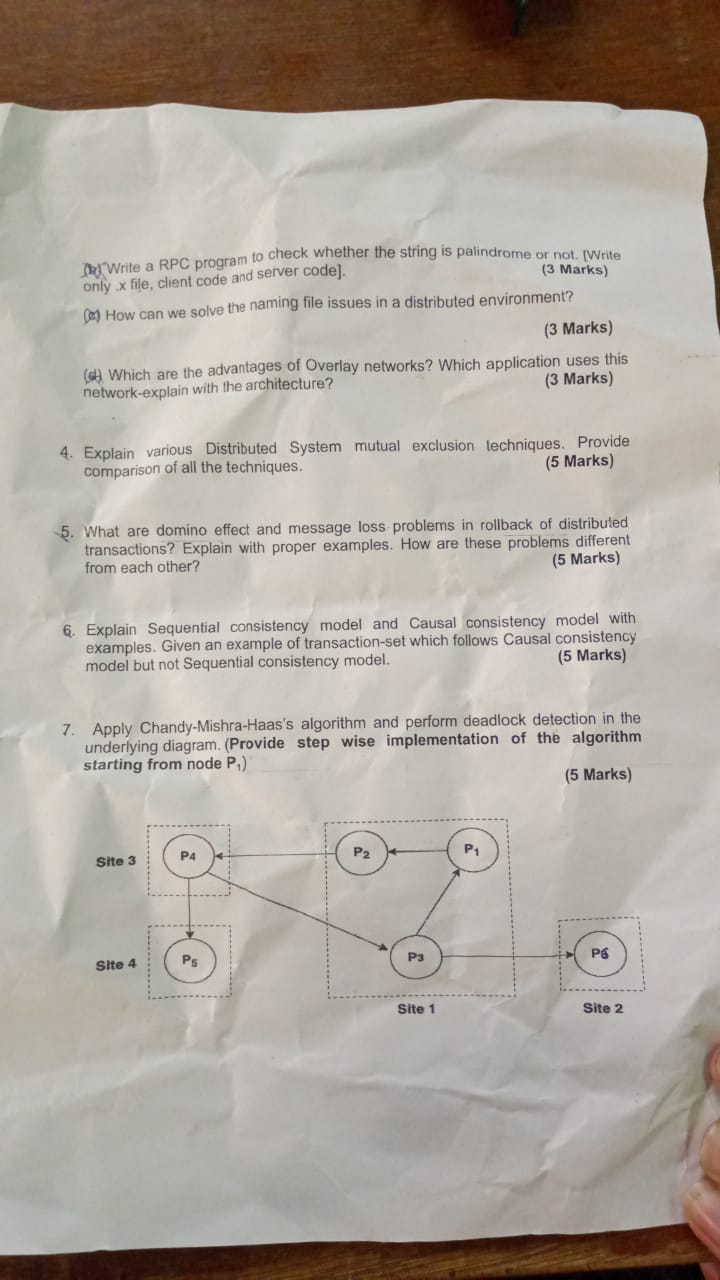 (b) Write a RPC program to check whether the string is palindrome or not. [Write
only .x file, client code and server code]. (3 Marks)
(c) How can we solve the naming file issues in a distributed environment?
(3 Marks)
(d) Which are the advantages of Overlay networks? Which application uses this
network-explain with the architecture? (3 Marks)
4. Explain various Distributed System mutual exclusion techniques. Provide
comparison of all the techniques. (5 Marks)
5. What are domino effect and message loss problems in rollback of distributed
transactions? Explain with proper examples. How are these problems different
from each other? (5 Marks)
6. Explain Sequential consistency model and Causal consistency model with
examples. Given an example of transaction-set which follows Causal consistency
model but not Sequential consistency model. (5 Marks)
7. Apply Chandy-Mishra-Haas's algorithm and perform deadlock detection in the
underlying diagram. (Provide step wise implementation of the algorithm
starting from node P₁)
(5 Marks)
Site 3 P4 P2 P1
Site 4 P5 P3 P6
Site 1 Site 2